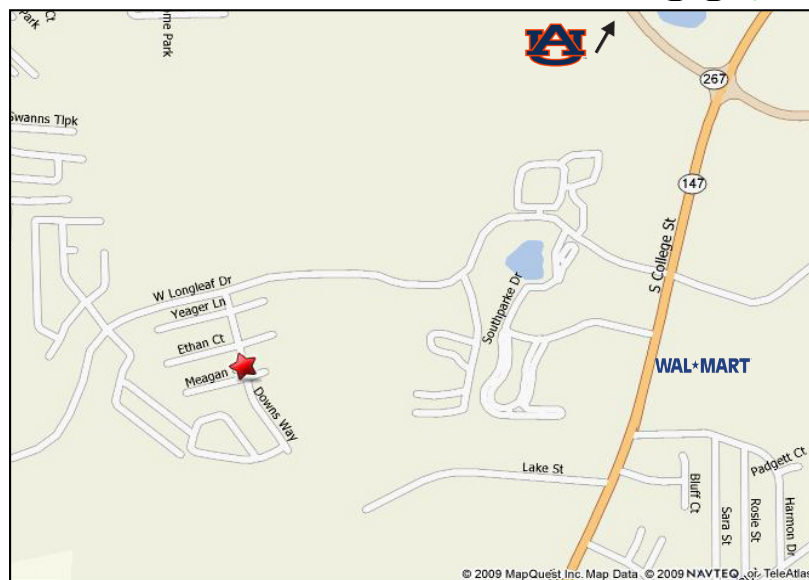 Park
Ct
ome Park
AU
267
Swanns Tlpk
147
S College St
W Longleaf Dr
Yeager Ln
Southparke Dr
Ethan Ct
WAL★MART
Meagan
Downs Way
Lake St
Padgett Ct
Bluff Ct
Sara St
Rosie St
Harmon Dr
© 2009 MapQuest Inc. Map Data © 2009 NAVTEQ or TeleAtlas